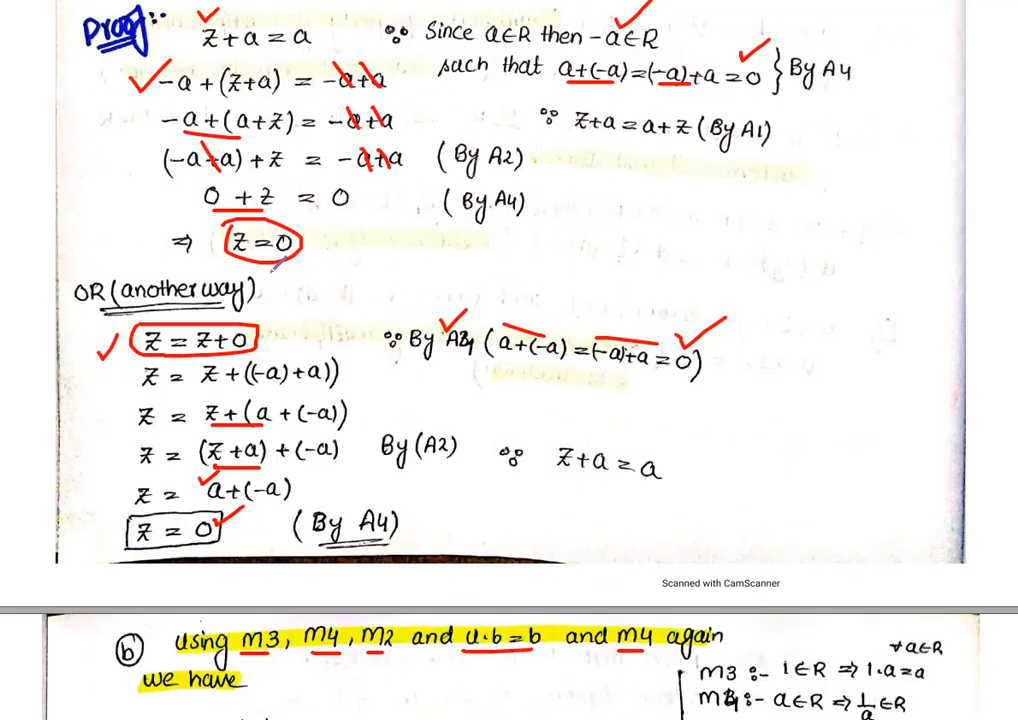 Proof:-
z+a = a ∵ Since a∈R then -a∈R
such that a+(-a)=(-a)+a=0 } By A4
-a+(z+a) = -a+a
-a+(a+z) = -a+a ∵ z+a=a+z (By A1)
(-a+a)+z = -a+a (By A2)
0+z = 0 (By A4)
⇒ z=0
OR (another way)
z = z+0 ∵ By A4 (a+(-a)=(-a)+a=0)
z = z+((-a)+a))
z = z+(a+(-a))
z = (z+a)+(-a) By (A2) ∵ z+a=a
z = a+(-a)
z = 0 (By A4)
Scanned with CamScanner
(b) using m3, m4, m2 and u·b=b and m4 again
we have
∀a∈R
m3 :- 1∈R ⇒ 1·a=a
m4 :- a∈R ⇒ 1/a ∈R